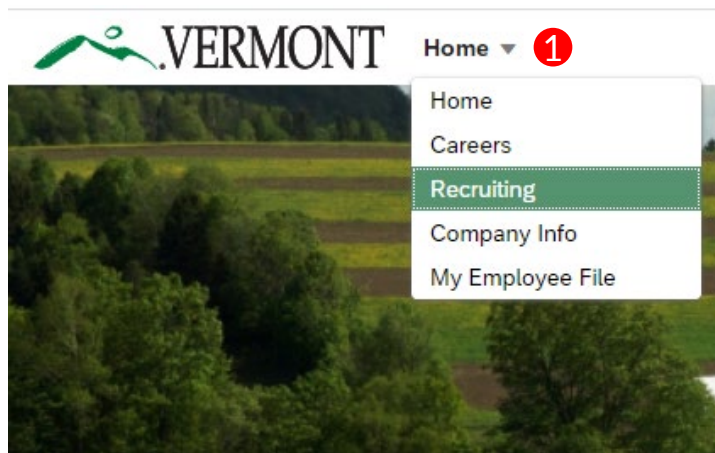 .VERMONT
Home ▼ 1
Home
Careers
Recruiting
Company Info
My Employee File